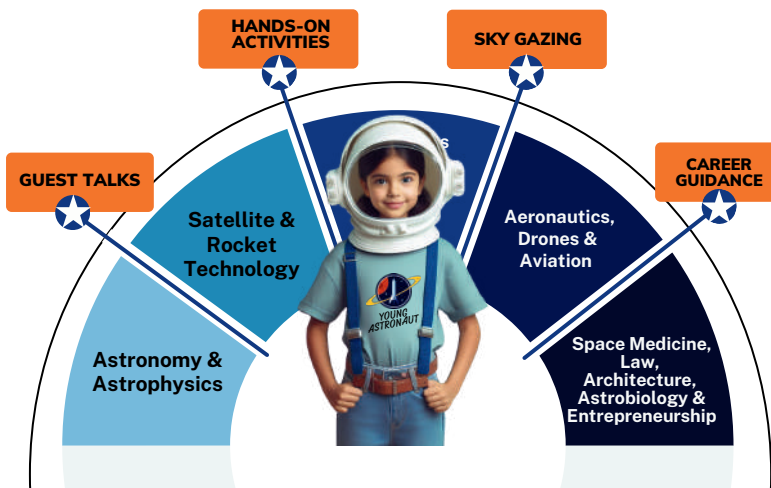 HANDS-ON
ACTIVITIES
SKY GAZING
GUEST TALKS
CAREER
GUIDANCE
Satellite &
Rocket
Technology
Aeronautics,
Drones &
Aviation
Astronomy &
Astrophysics
Space Medicine,
Law,
Architecture,
Astrobiology &
Entrepreneurship
YOUNG
ASTRONAUT